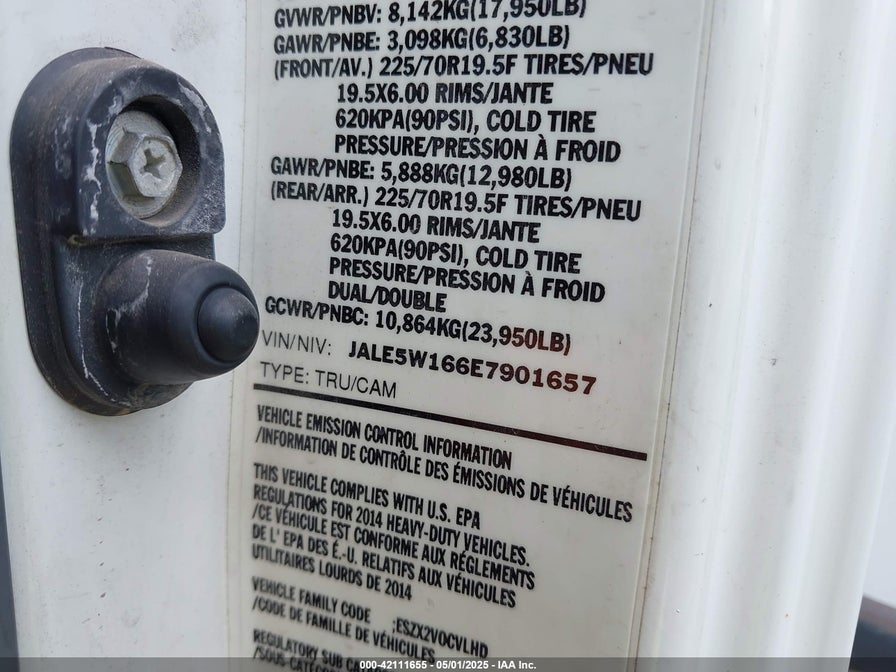 GVWR/PNBV: 8,142KG(17,950LB)
GAWR/PNBE: 3,098KG(6,830LB)
(FRONT/AV.) 225/70R19.5F TIRES/PNEU
19.5X6.00 RIMS/JANTE
620KPA(90PSI), COLD TIRE
PRESSURE/PRESSION À FROID
GAWR/PNBE: 5,888KG(12,980LB)
(REAR/ARR.) 225/70R19.5F TIRES/PNEU
19.5X6.00 RIMS/JANTE
620KPA(90PSI), COLD TIRE
PRESSURE/PRESSION À FROID
DUAL/DOUBLE
GCWR/PNBC: 10,864KG(23,950LB)
VIN/NIV: JALE5W166E7901657
TYPE: TRU/CAM
VEHICLE EMISSION CONTROL INFORMATION
/INFORMATION DE CONTRÔLE DES ÉMISSIONS DE VÉHICULES
THIS VEHICLE COMPLIES WITH U.S. EPA
REGULATIONS FOR 2014 HEAVY-DUTY VEHICLES.
/CE VÉHICULE EST CONFORME AUX RÉGLEMENTS
DE L' EPA DES É.-U. RELATIFS AUX VÉHICULES
UTILITAIRES LOURDS DE 2014
VEHICLE FAMILY CODE :ESZX2VOCVLHD
/CODE DE FAMILLE DE VÉHICULES
REGULATORY SUB
000-42111655 - 05/01/2025 - IAA Inc.